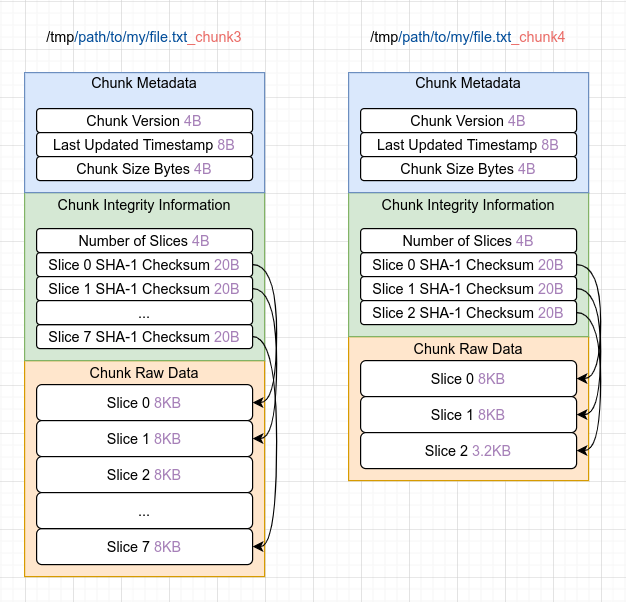 /tmp/path/to/my/file.txt_chunk3
Chunk Metadata
Chunk Version 4B
Last Updated Timestamp 8B
Chunk Size Bytes 4B
Chunk Integrity Information
Number of Slices 4B
Slice 0 SHA-1 Checksum 20B
Slice 1 SHA-1 Checksum 20B
...
Slice 7 SHA-1 Checksum 20B
Chunk Raw Data
Slice 0 8KB
Slice 1 8KB
Slice 2 8KB
...
Slice 7 8KB
/tmp/path/to/my/file.txt_chunk4
Chunk Metadata
Chunk Version 4B
Last Updated Timestamp 8B
Chunk Size Bytes 4B
Chunk Integrity Information
Number of Slices 4B
Slice 0 SHA-1 Checksum 20B
Slice 1 SHA-1 Checksum 20B
Slice 2 SHA-1 Checksum 20B
Chunk Raw Data
Slice 0 8KB
Slice 1 8KB
Slice 2 3.2KB